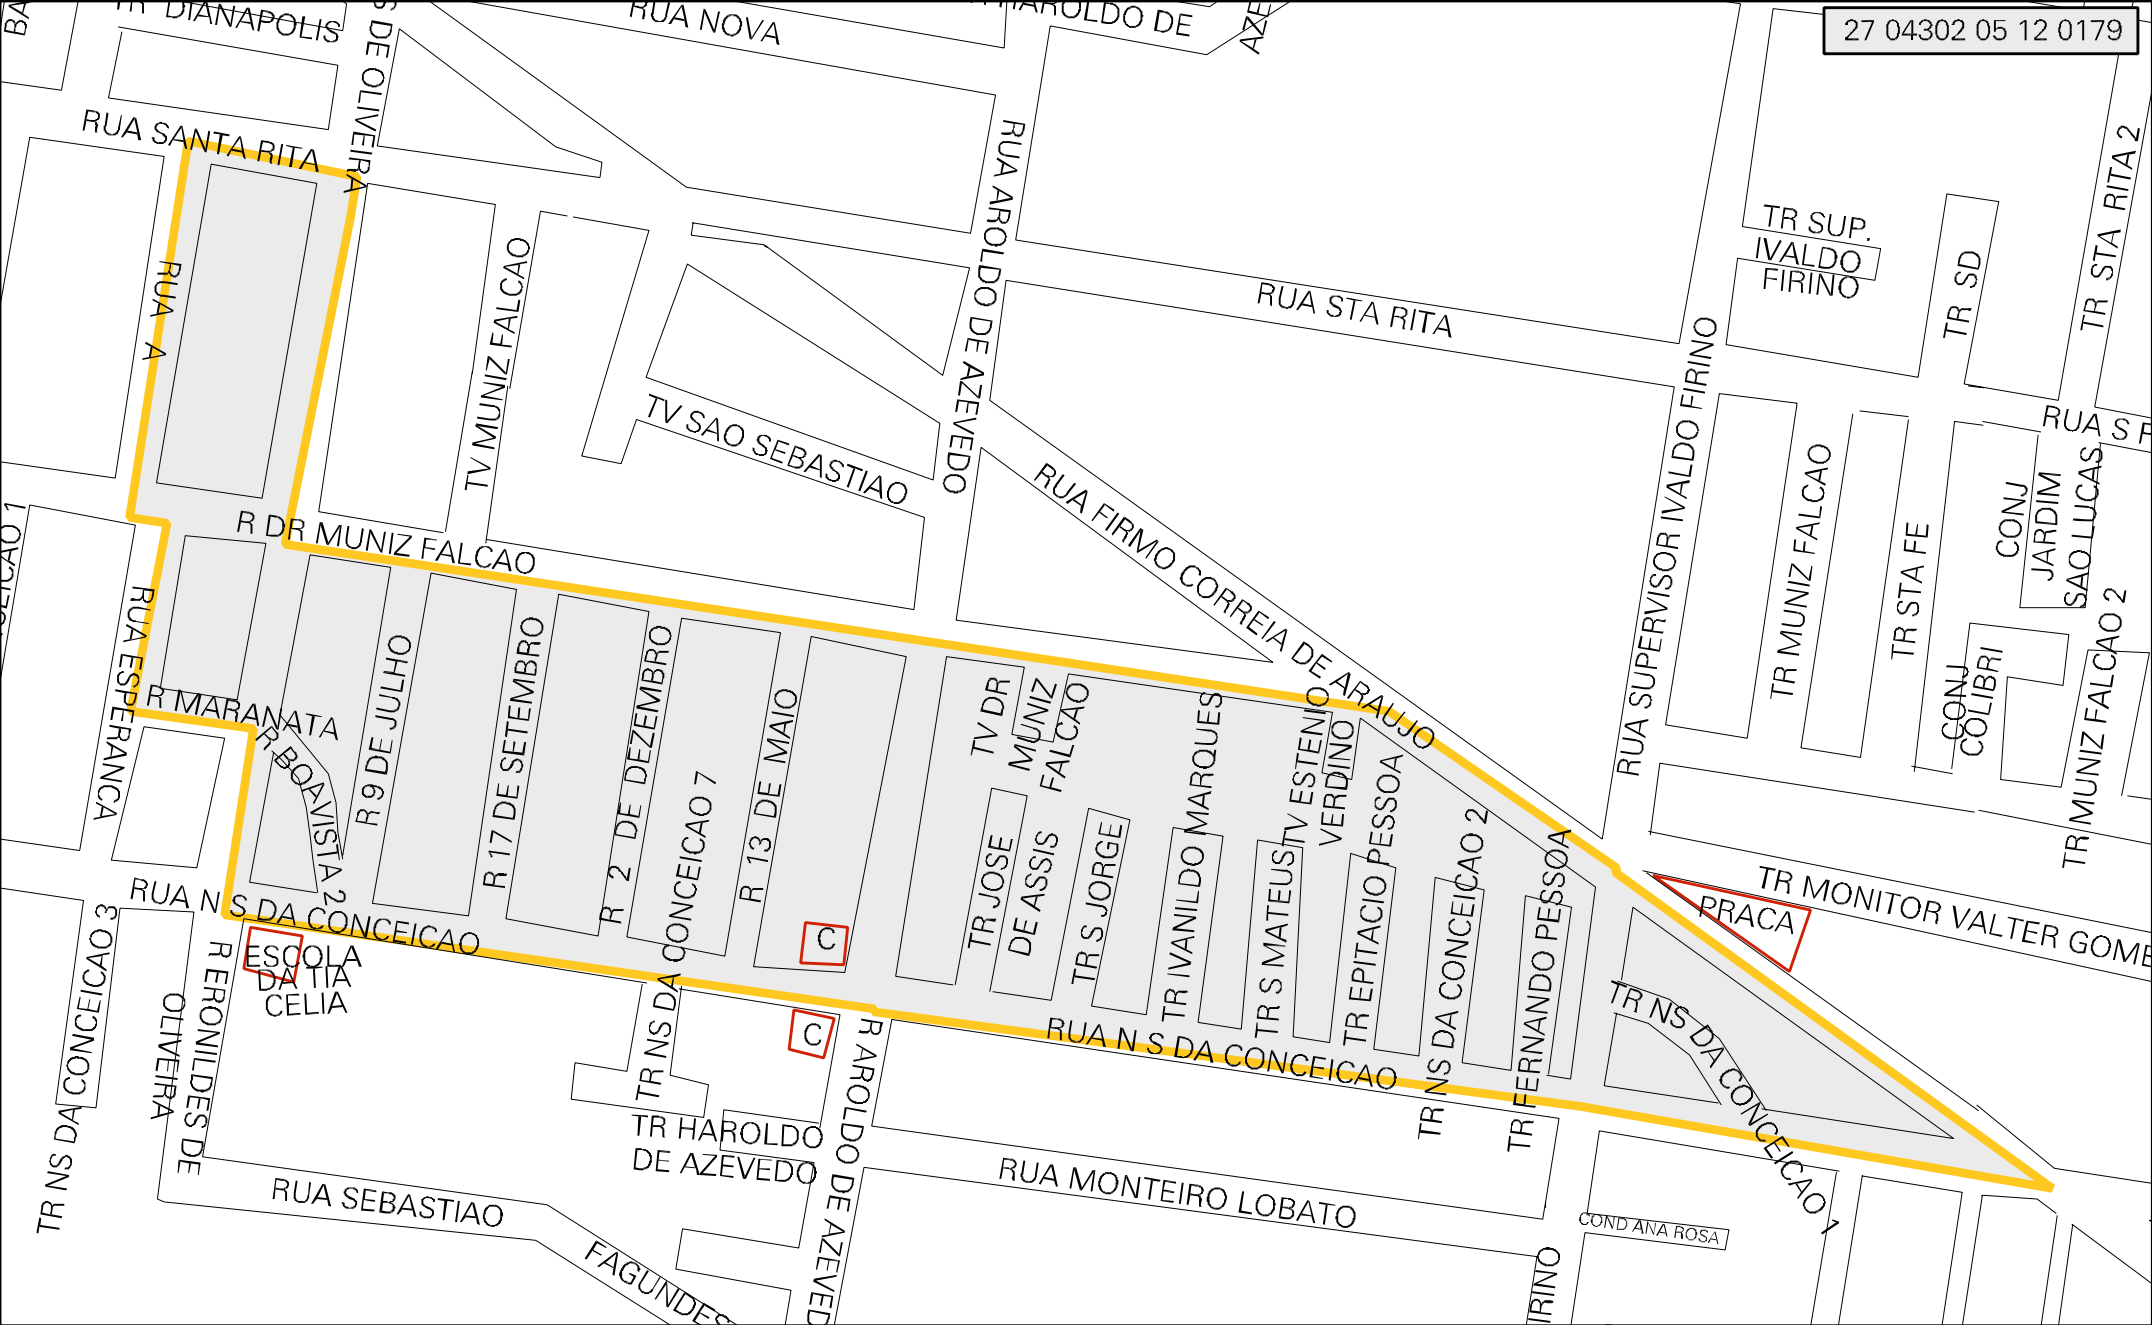 27 04302 05 12 0179
BA
TR DIANAPOLIS
S DE OLIVEIRA
RUA NOVA
HAROLDO DE
AZE
RUA SANTA RITA
RUA A
TV MUNIZ FALCAO
RUA AROLDO DE AZEVEDO
RUA STA RITA
TR SUP.
IVALDO
FIRINO
TR SD
TR STA RITA 2
RUA S R
TV SAO SEBASTIAO
RUA FIRMO CORREIA DE ARAUJO
RUA SUPERVISOR IVALDO FIRINO
TR MUNIZ FALCAO
TR STA FE
CONJ
JARDIM
SAO LUCAS
CONJ
COLIBRI
TR MUNIZ FALCAO 2
R DR MUNIZ FALCAO
RUA ESPERANCA
R MARANATA
R BOAVISTA 2
R 9 DE JULHO
R 17 DE SETEMBRO
R 2 DE DEZEMBRO
TR NS DA CONCEICAO 7
R 13 DE MAIO
TV DR
MUNIZ
FALCAO
TR JOSE
DE ASSIS
TR S JORGE
TR IVANILDO MARQUES
TR S MATEUS
TV ESTENIO
VERDINO
TR EPITACIO PESSOA
TR NS DA CONCEICAO 2
TR FERNANDO PESSOA
TR NS DA CONCEICAO 1
PRACA
TR MONITOR VALTER GOME
RUA N S DA CONCEICAO
ESCOLA
DA TIA
CELIA
C
C
RUA N S DA CONCEICAO
TR NS DA CONCEICAO 3
R ERONILDES DE
OLIVEIRA
TR HAROLDO
DE AZEVEDO
R AROLDO DE AZEVED
RUA SEBASTIAO
FAGUNDES
RUA MONTEIRO LOBATO
COND ANA ROSA
IRINO